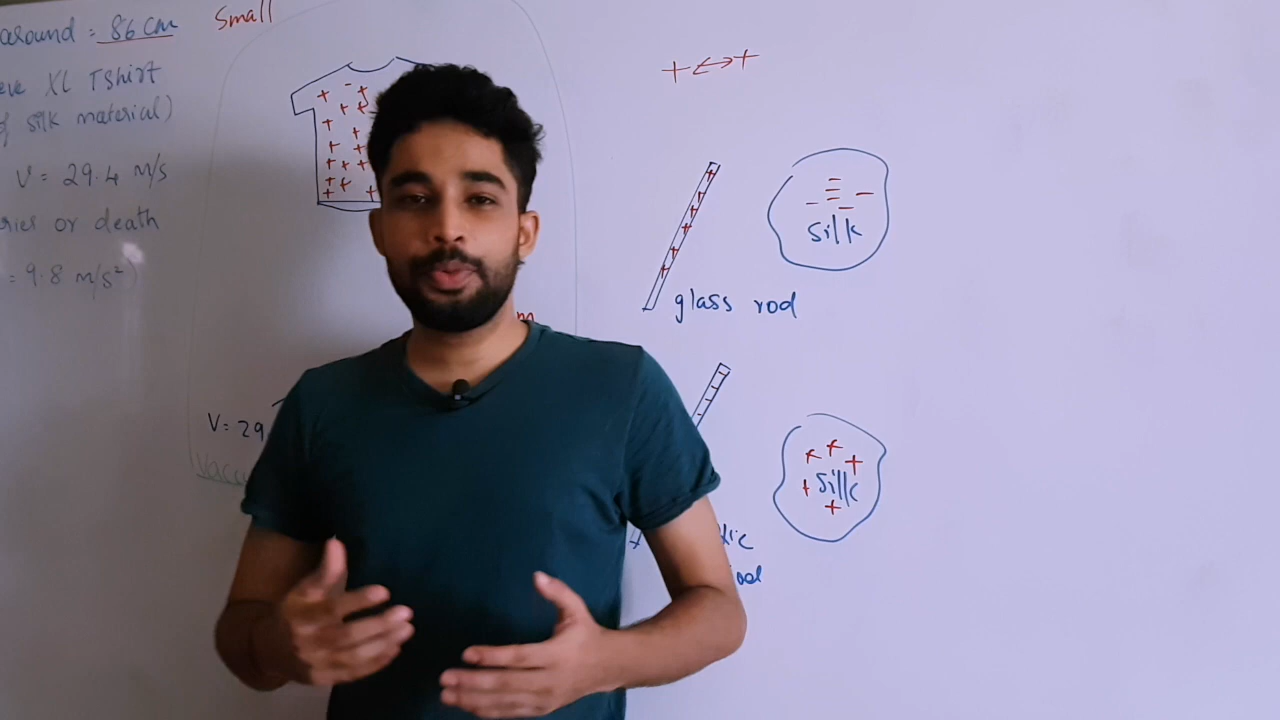 around = 86 cm
Small
XL TShirt
silk material)
V = 29.4 m/s
or death
= 9.8 m/s²)
+ ↔ +
silk
glass rod
silk
m
V = 29.